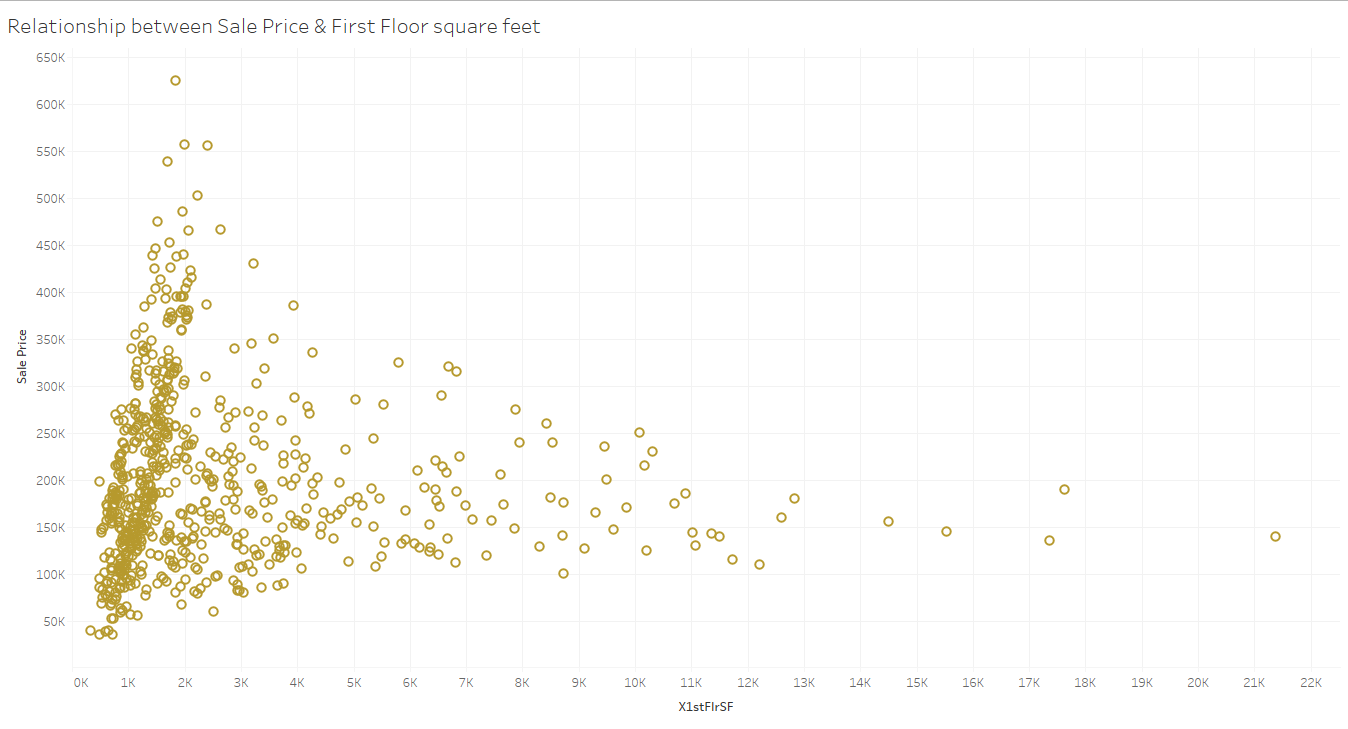 Relationship between Sale Price & First Floor square feet
650K
600K
550K
500K
450K
400K
350K
300K
250K
200K
150K
100K
50K
Sale Price
0K 1K 2K 3K 4K 5K 6K 7K 8K 9K 10K 11K 12K 13K 14K 15K 16K 17K 18K 19K 20K 21K 22K
X1stFlrSF